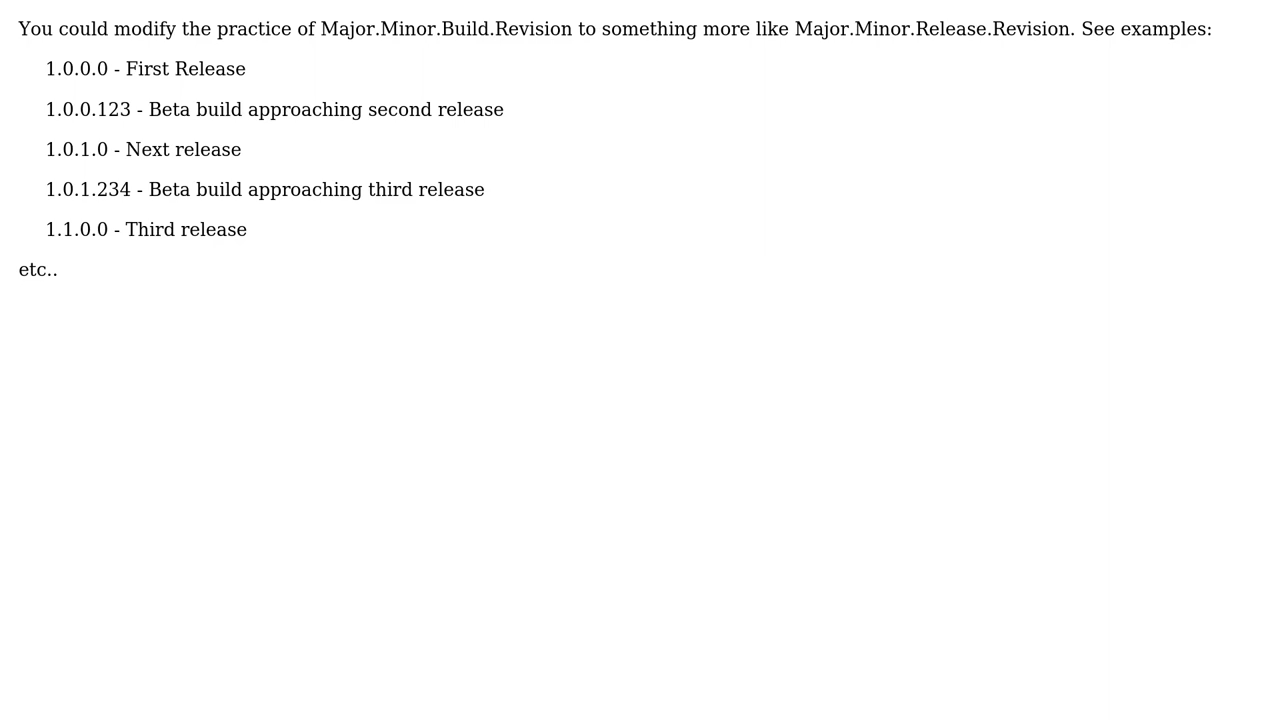 You could modify the practice of Major.Minor.Build.Revision to something more like Major.Minor.Release.Revision. See examples:
1.0.0.0 - First Release
1.0.0.123 - Beta build approaching second release
1.0.1.0 - Next release
1.0.1.234 - Beta build approaching third release
1.1.0.0 - Third release
etc..